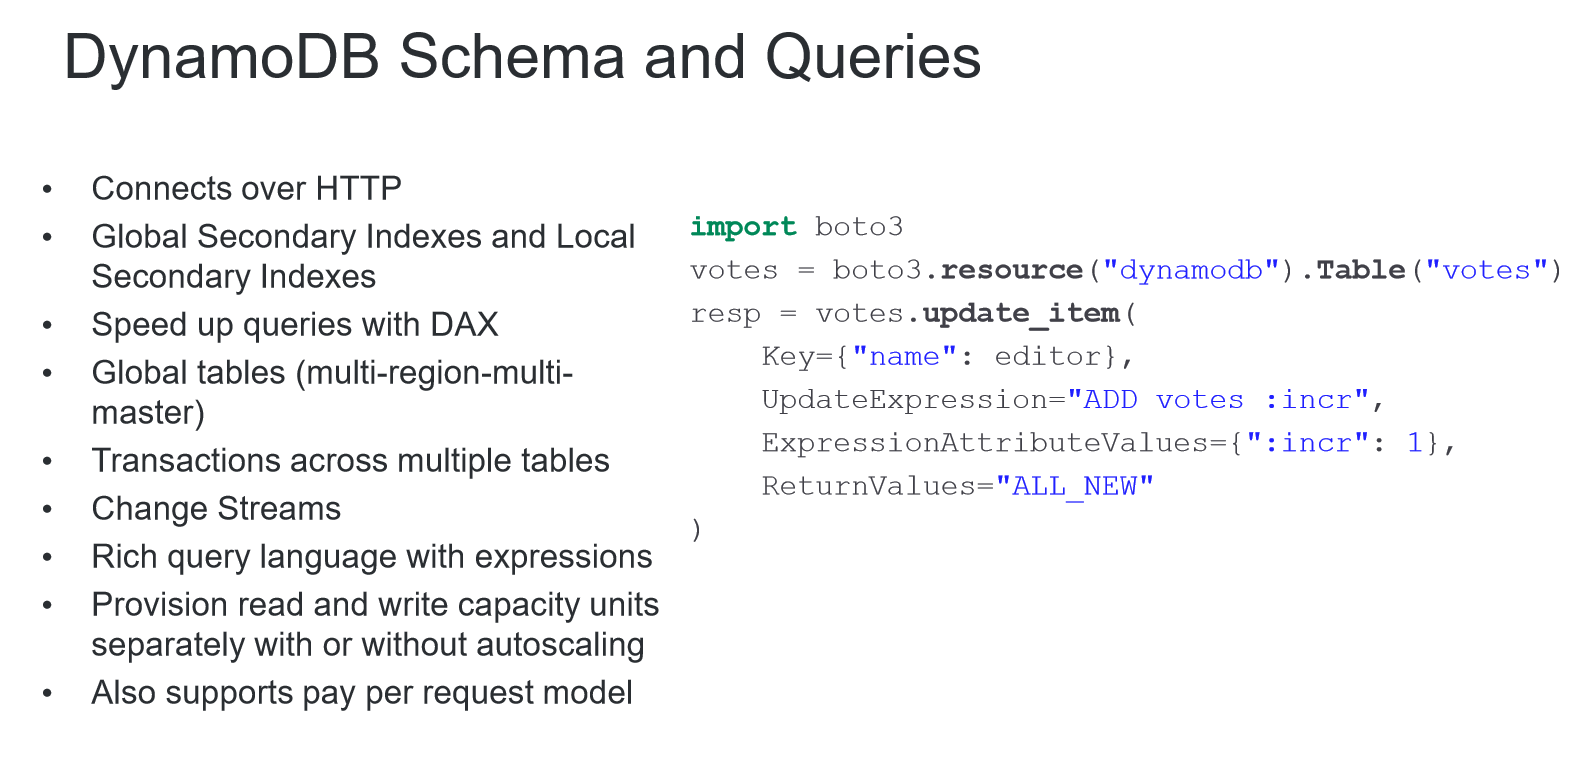 DynamoDB Schema and Queries
• Connects over HTTP
• Global Secondary Indexes and Local
Secondary Indexes
• Speed up queries with DAX
• Global tables (multi-region-multi-
master)
• Transactions across multiple tables
• Change Streams
• Rich query language with expressions
• Provision read and write capacity units
separately with or without autoscaling
• Also supports pay per request model
import boto3
votes = boto3.resource("dynamodb").Table("votes")
resp = votes.update_item(
    Key={"name": editor},
    UpdateExpression="ADD votes :incr",
    ExpressionAttributeValues={":incr": 1},
    ReturnValues="ALL_NEW"
)